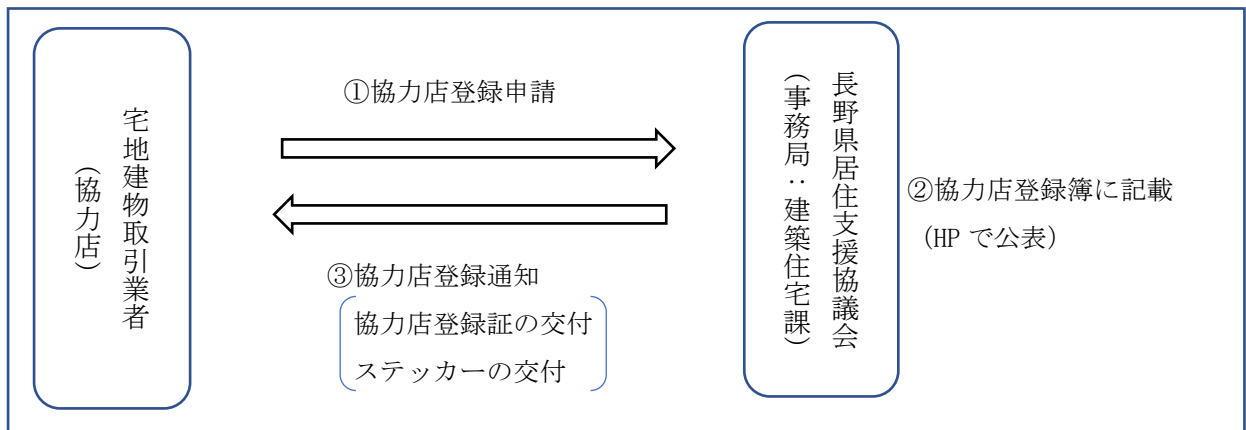 宅地建物取引業者
（協力店）
①協力店登録申請
③協力店登録通知
協力店登録証の交付
ステッカーの交付
長野県居住支援協議会
（事務局：建築住宅課）
②協力店登録簿に記載
（HP で公表）